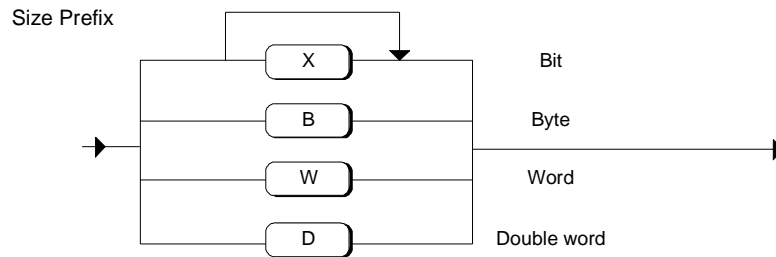 Size Prefix
X Bit
B Byte
W Word
D Double word